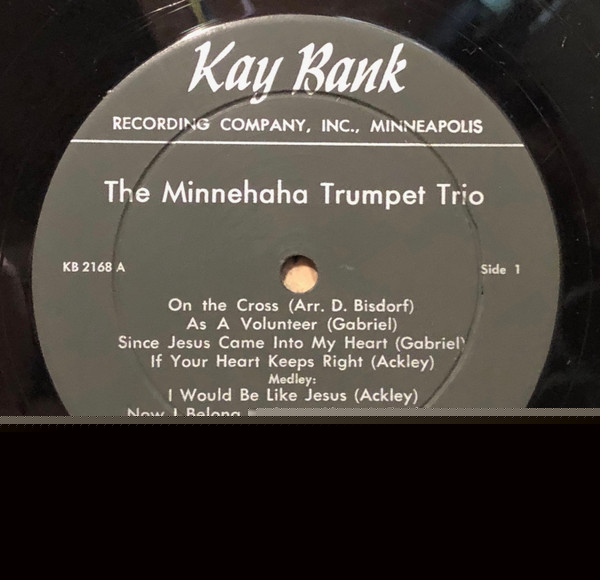 Kay Bank
RECORDING COMPANY, INC., MINNEAPOLIS
The Minnehaha Trumpet Trio
KB 2168 A
Side 1
On the Cross (Arr. D. Bisdorf)
As A Volunteer (Gabriel)
Since Jesus Came Into My Heart (Gabriel)
If Your Heart Keeps Right (Ackley)
Medley:
I Would Be Like Jesus (Ackley)
Now I Belong